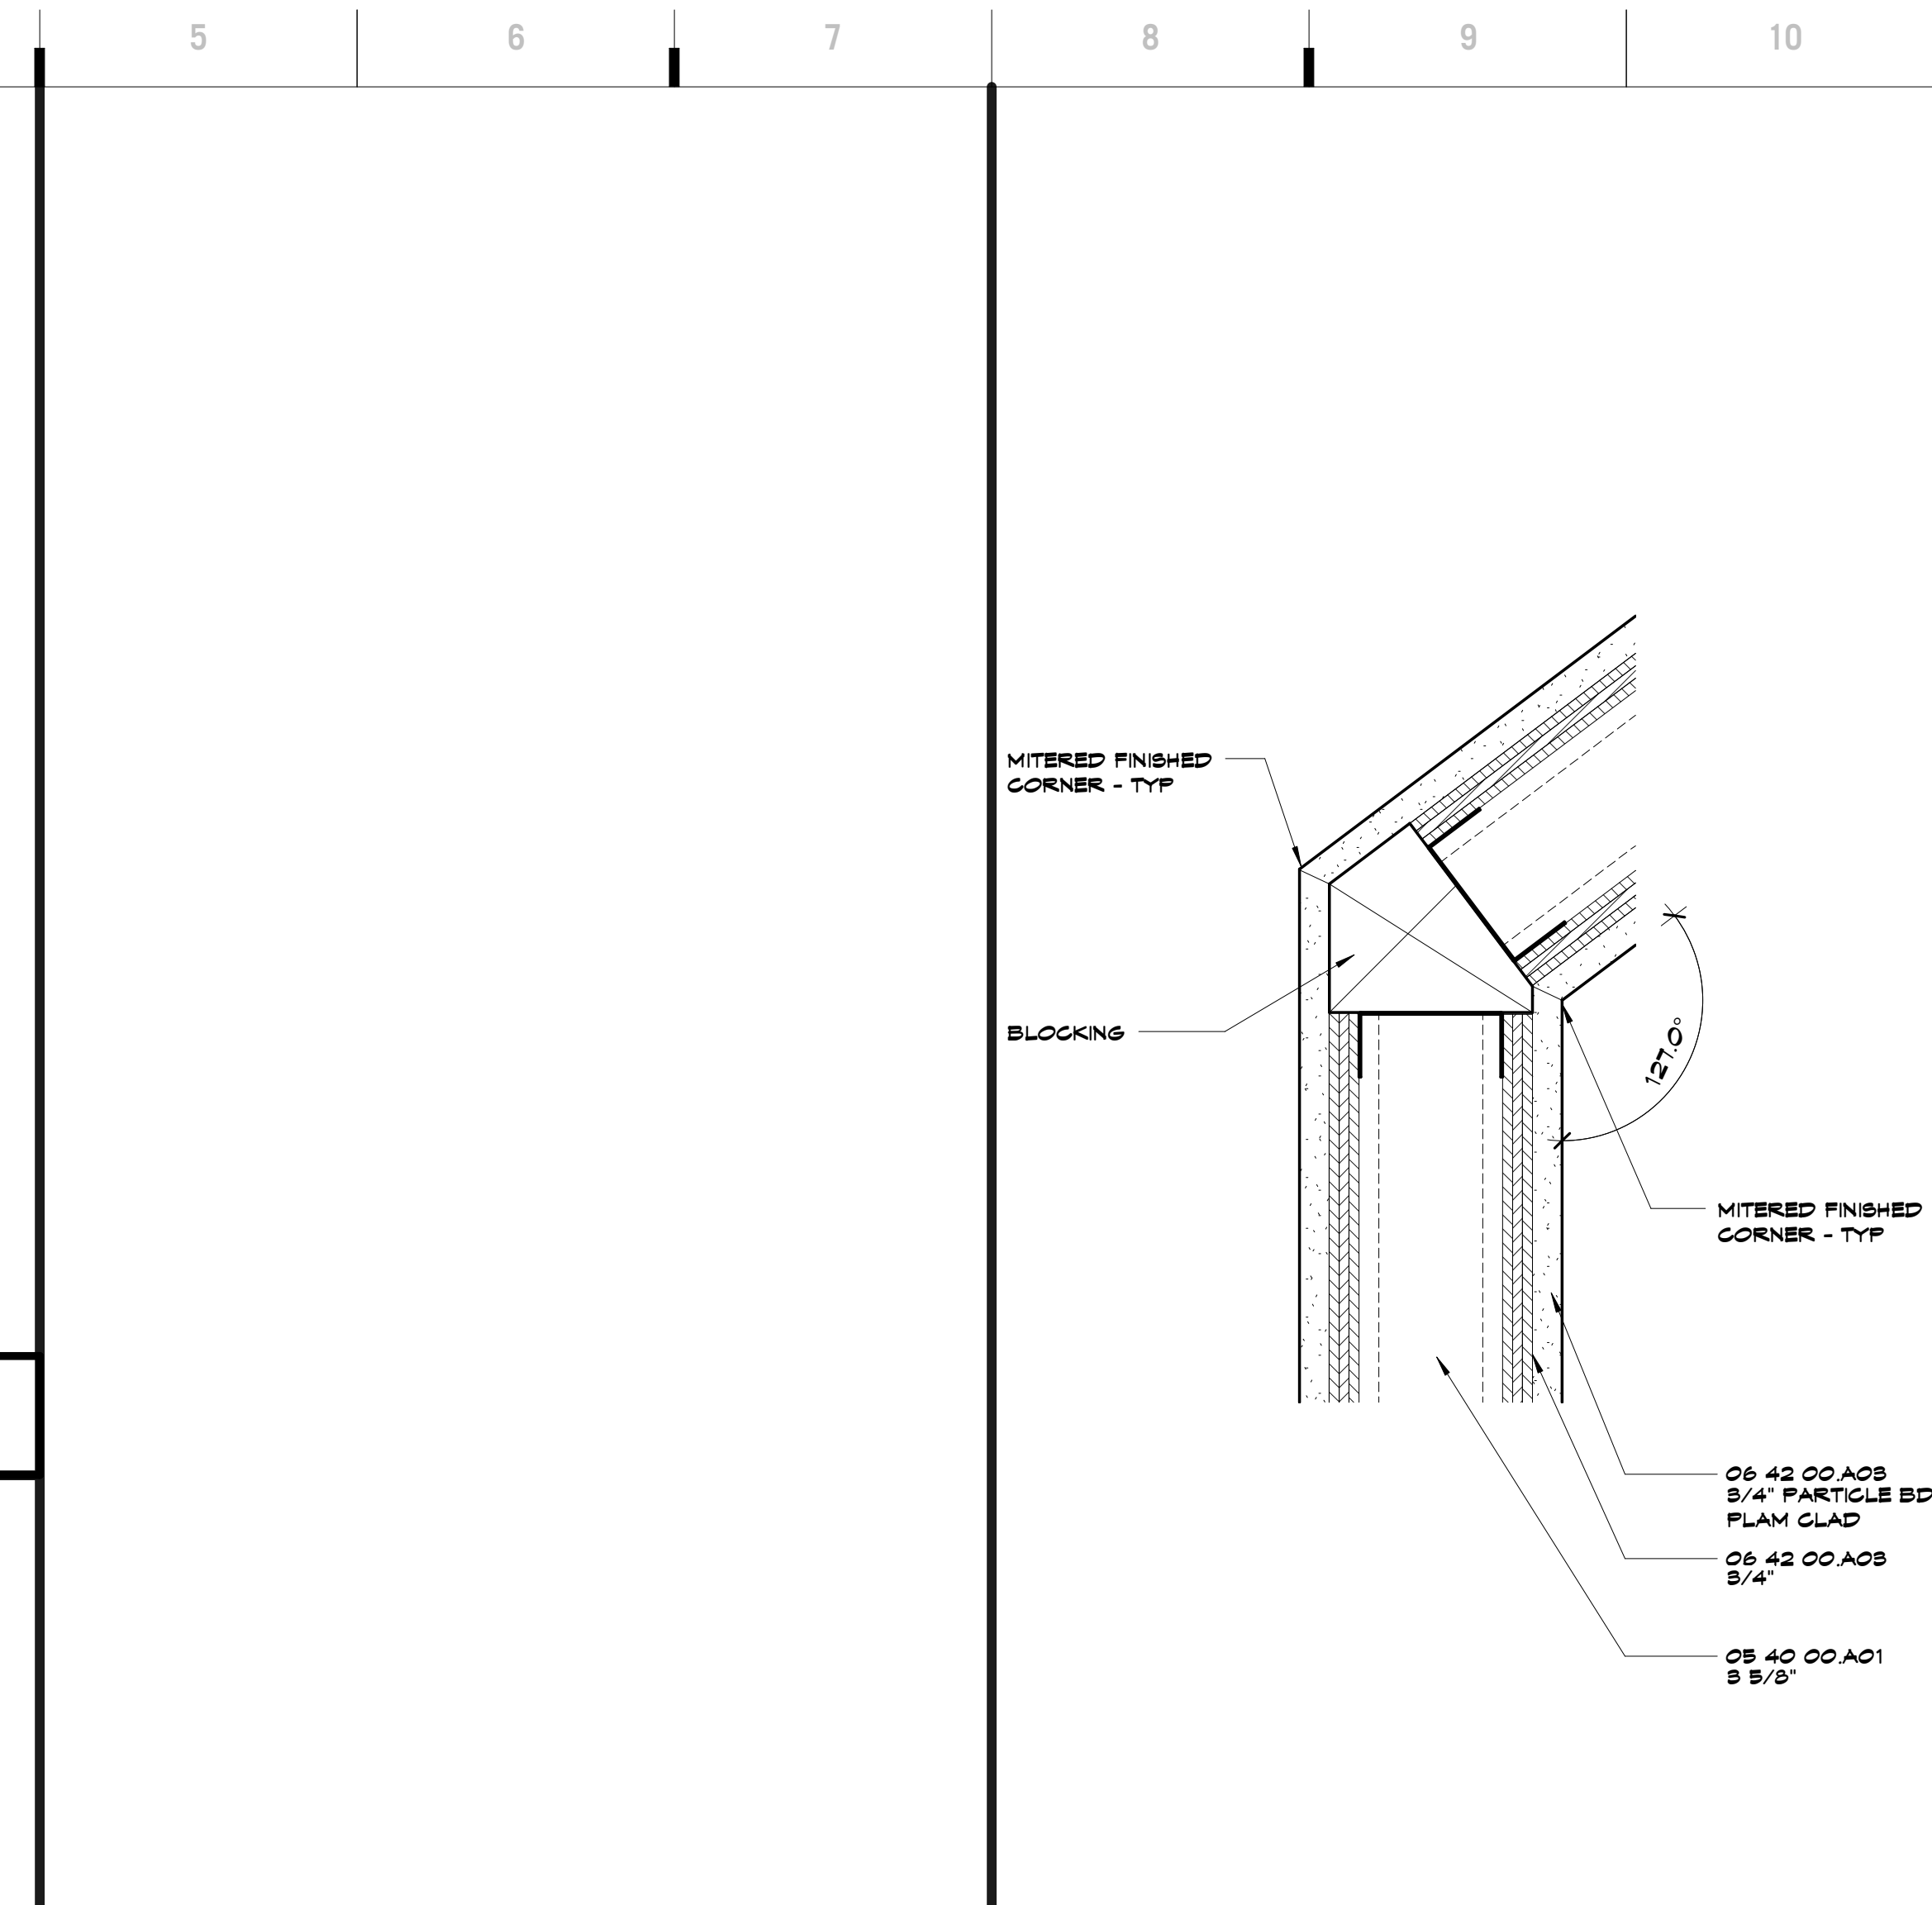 5 6 7 8 9 10
MITERED FINISHED
CORNER - TYP
BLOCKING
127.0°
MITERED FINISHED
CORNER - TYP
06 42 00.A03
3/4" PARTICLE BD
PLAM CLAD
06 42 00.A03
3/4"
05 40 00.A01
3 5/8"